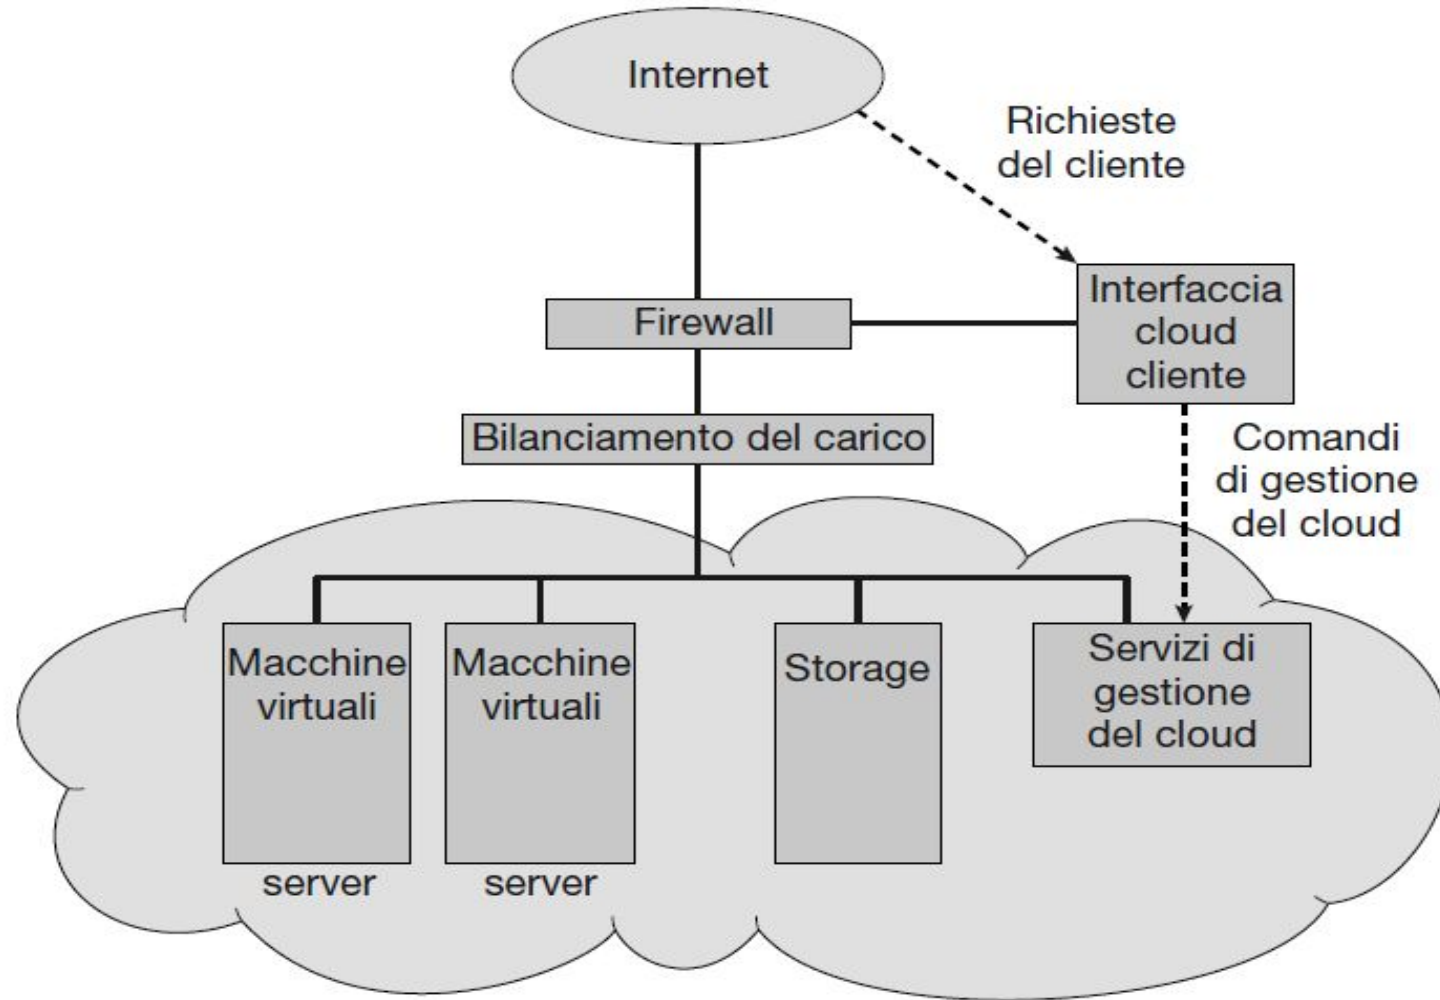 Internet
Richieste
del cliente
Interfaccia
cloud
cliente
Firewall
Bilanciamento del carico
Comandi
di gestione
del cloud
Macchine
virtuali
Macchine
virtuali
Storage
Servizi di
gestione
del cloud
server
server